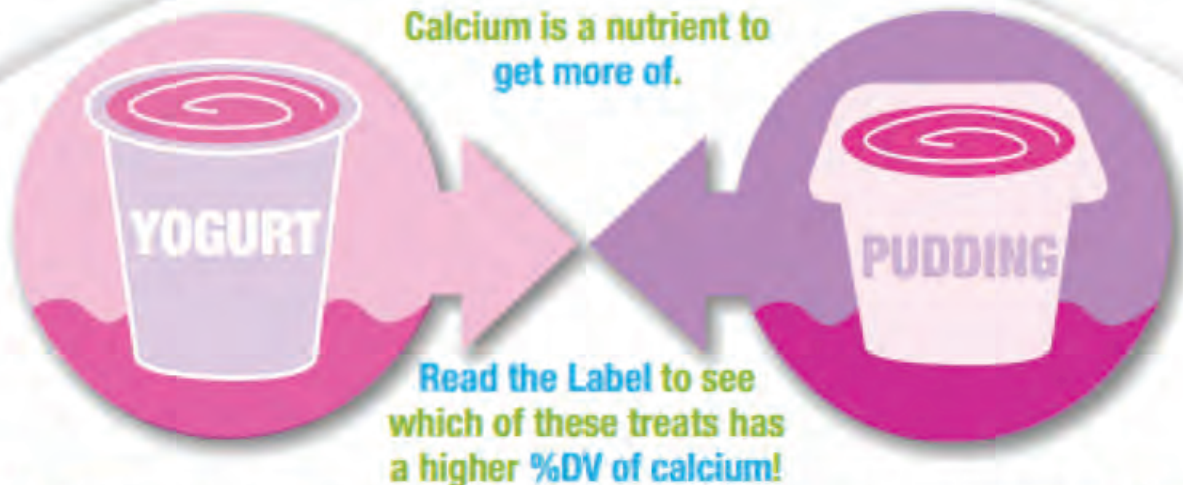 Calcium is a nutrient to
get more of.
YOGURT
PUDDING
Read the Label to see
which of these treats has
a higher %DV of calcium!